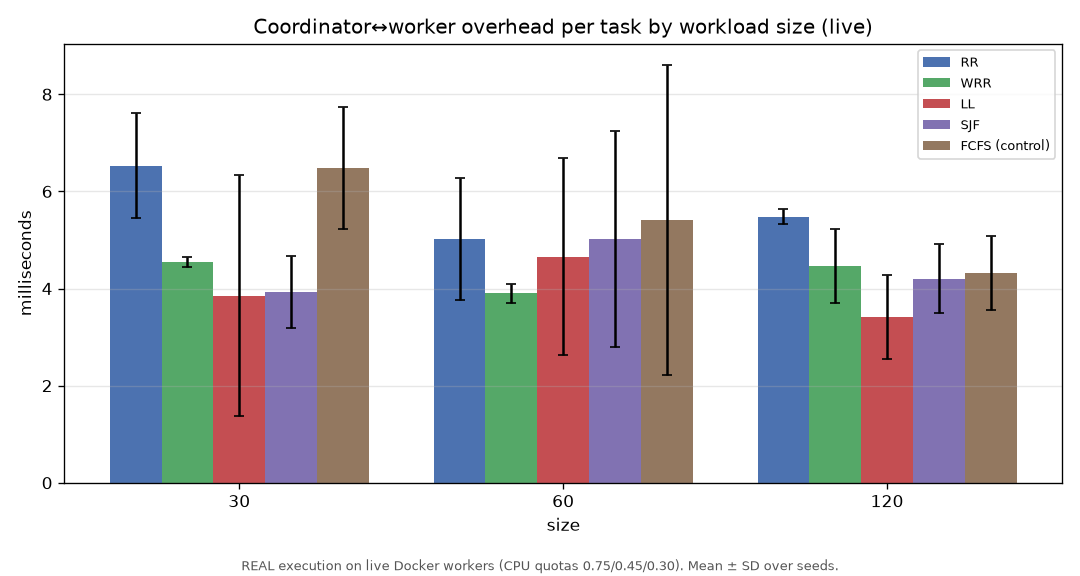 Coordinator↔worker overhead per task by workload size (live)
RR
WRR
LL
SJF
FCFS (control)
8
6
4
2
0
milliseconds
30 60 120
size
REAL execution on live Docker workers (CPU quotas 0.75/0.45/0.30). Mean ± SD over seeds.